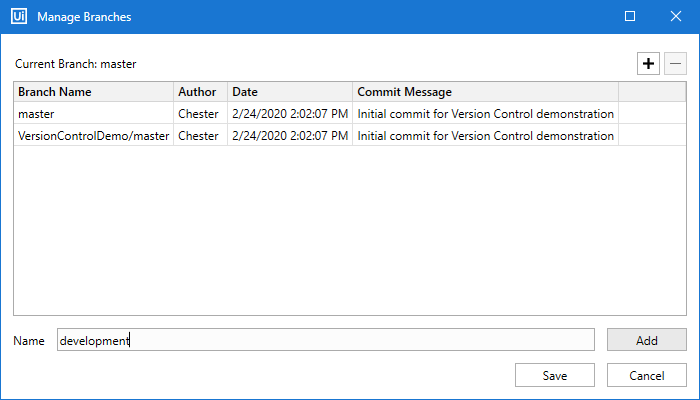 Ui Manage Branches
Current Branch: master
Branch Name Author Date Commit Message
master Chester 2/24/2020 2:02:07 PM Initial commit for Version Control demonstration
VersionControlDemo/master Chester 2/24/2020 2:02:07 PM Initial commit for Version Control demonstration
Name development Add
Save Cancel